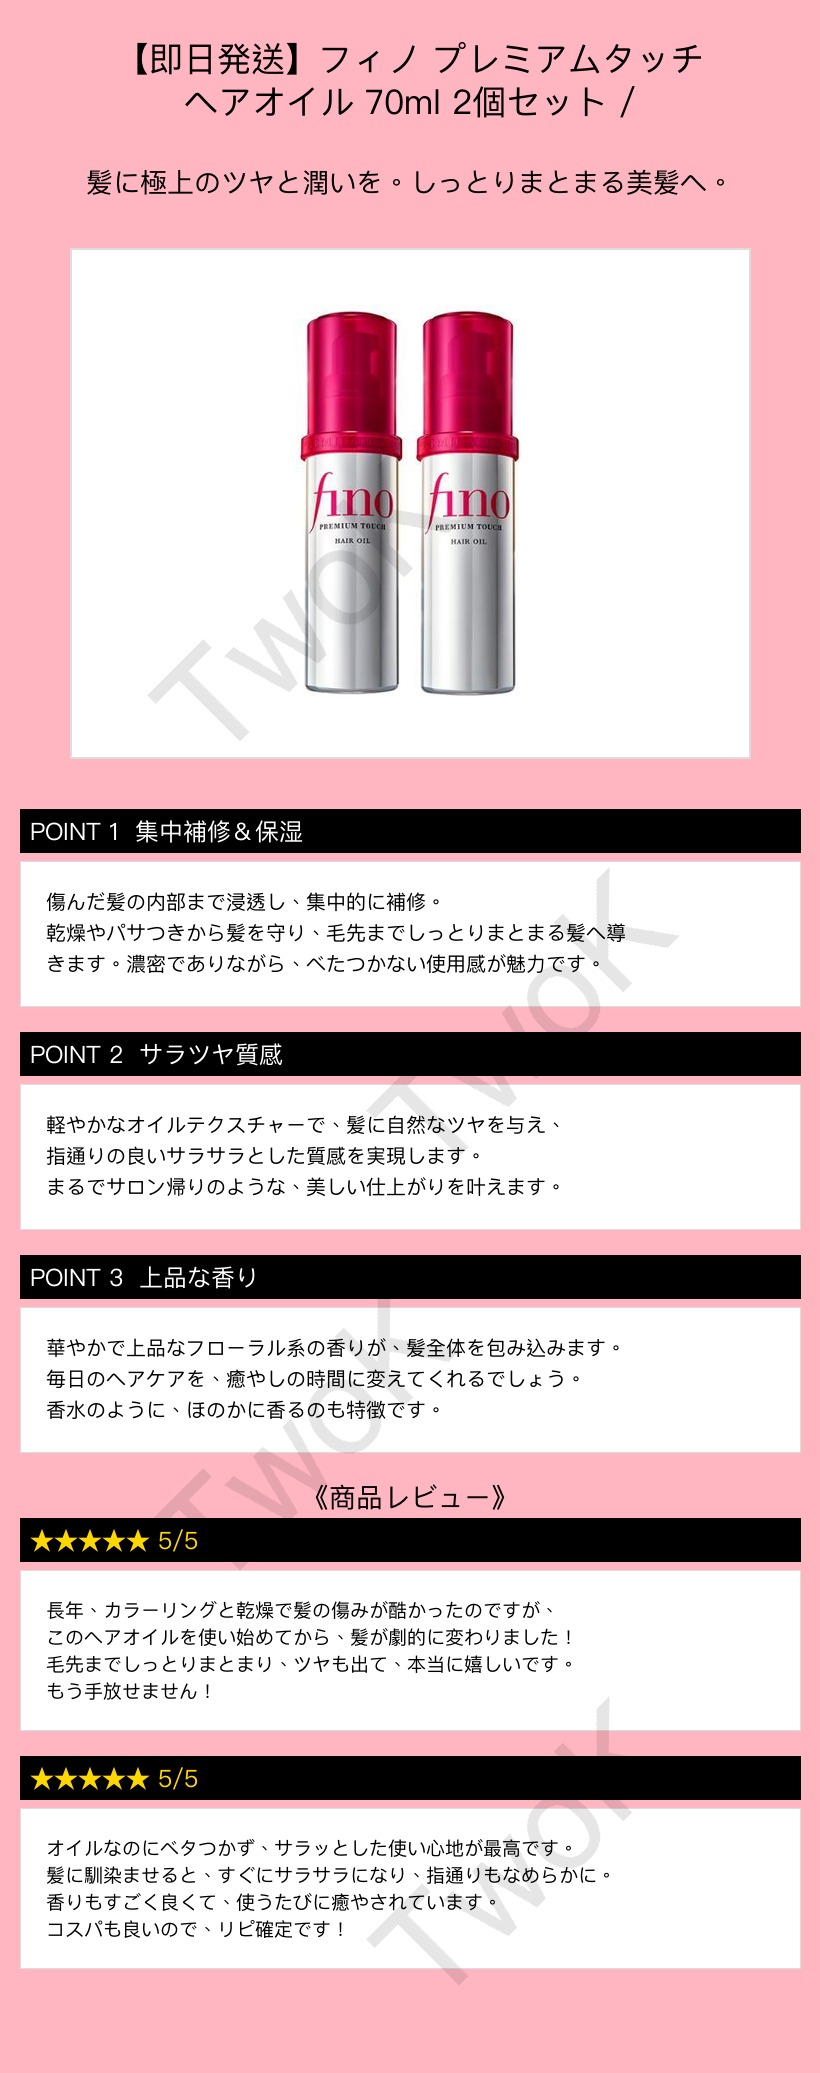 【即日発送】フィノ プレミアムタッチ
ヘアオイル 70ml 2個セット /
髪に極上のツヤと潤いを。しっとりまとまる美髪へ。
fino
PREMIUM TOUCH
HAIR OIL
fino
PREMIUM TOUCH
HAIR OIL
TwoK
POINT 1 集中補修＆保湿
傷んだ髪の内部まで浸透し、集中的に補修。
乾燥やパサつきから髪を守り、毛先までしっとりまとまる髪へ導
きます。濃密でありながら、べたつかない使用感が魅力です。
TwoK
POINT 2 サラツヤ質感
軽やかなオイルテクスチャーで、髪に自然なツヤを与え、
指通りの良いサラサラとした質感を実現します。
まるでサロン帰りのような、美しい仕上がりを叶えます。
POINT 3 上品な香り
華やかで上品なフローラル系の香りが、髪全体を包み込みます。
毎日のヘアケアを、癒やしの時間に変えてくれるでしょう。
香水のように、ほのかに香るのも特徴です。
TwoK
《商品レビュー》
★★★★★ 5/5
長年、カラーリングと乾燥で髪の傷みが酷かったのですが、
このヘアオイルを使い始めてから、髪が劇的に変わりました！
毛先までしっとりまとまり、ツヤも出て、本当に嬉しいです。
もう手放せません！
★★★★★ 5/5
オイルなのにベタつかず、サラッとした使い心地が最高です。
髪に馴染ませると、すぐにサラサラになり、指通りもなめらかに。
香りもすごく良くて、使うたびに癒やされています。
コスパも良いので、リピ確定です！
TwoK